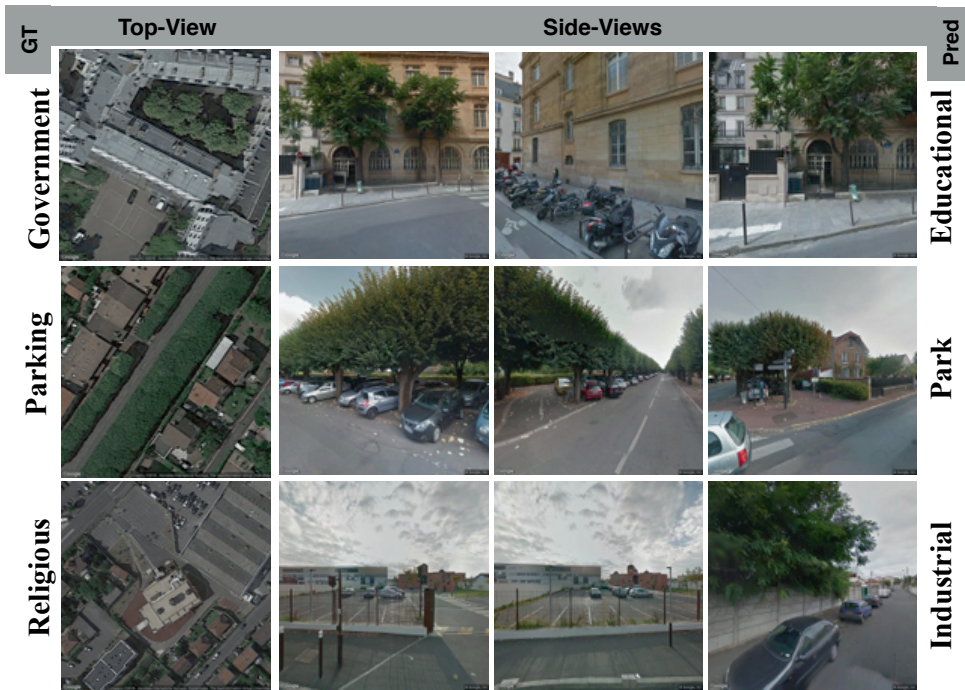 GT
Top-View
Side-Views
Pred
Government
Educational
Parking
Park
Religious
Industrial